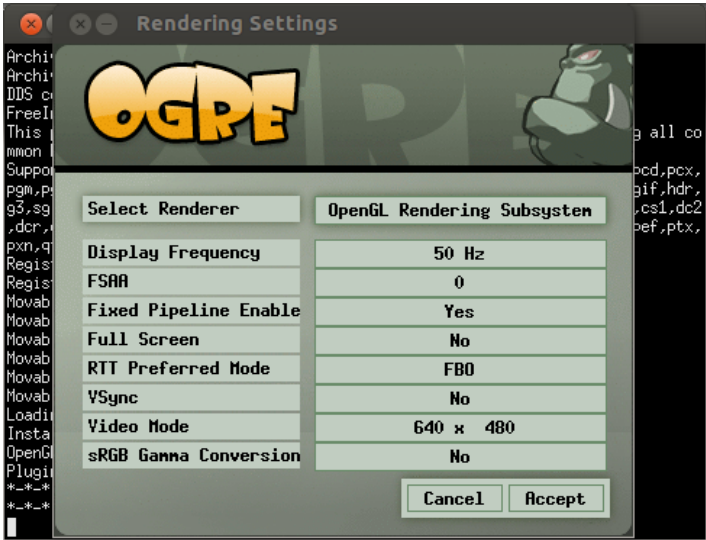 Rendering Settings
OGRE
Select Renderer OpenGL Rendering Subsystem
Display Frequency 50 Hz
FSAA 0
Fixed Pipeline Enable Yes
Full Screen No
RTT Preferred Mode FBO
VSync No
Video Mode 640 x 480
sRGB Gamma Conversion No
Cancel Accept
Archi
Archi
DDS c
FreeI
This g all co
mmon
Suppor ocd,pcx,
pgm,p gif,hdr,
g3,sg ,cs1,dc2
,dcr, pef,ptx,
pxn,q
Regis
Regis
Movab
Movab
Movab
Movab
Movab
Movab
Loadi
Insta
OpenG
Plugi
*-*-*
*-*-*